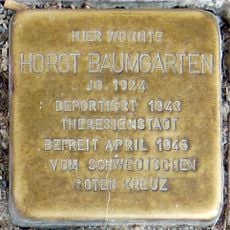 HIER WOHNTE
HORST BAUMGARTEN
JG. 1924
DEPORTIERT 1943
THERESIENSTADT
BEFREIT APRIL 1945
VOM SCHWEDISCHEN
ROTEN KREUZ